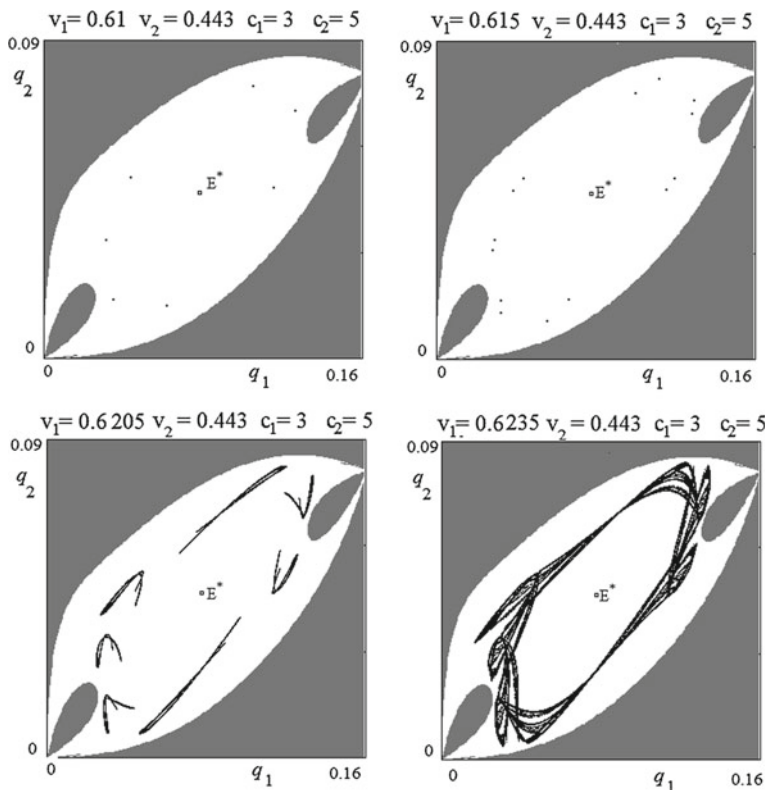 v₁= 0.61 v₂= 0.443 c₁= 3 c₂= 5
0.09
q₂
E*
0
0
q₁
0.16
v₁= 0.615 v₂= 0.443 c₁= 3 c₂= 5
0.09
q₂
E*
0
0
q₁
0.16
v₁= 0.6205 v₂= 0.443 c₁= 3 c₂= 5
0.09
q₂
E*
0
0
q₁
0.16
v₁.= 0.6235 v₂= 0.443 c₁= 3 c₂= 5
0.09
q₂
E*
0
0
q₁
0.16